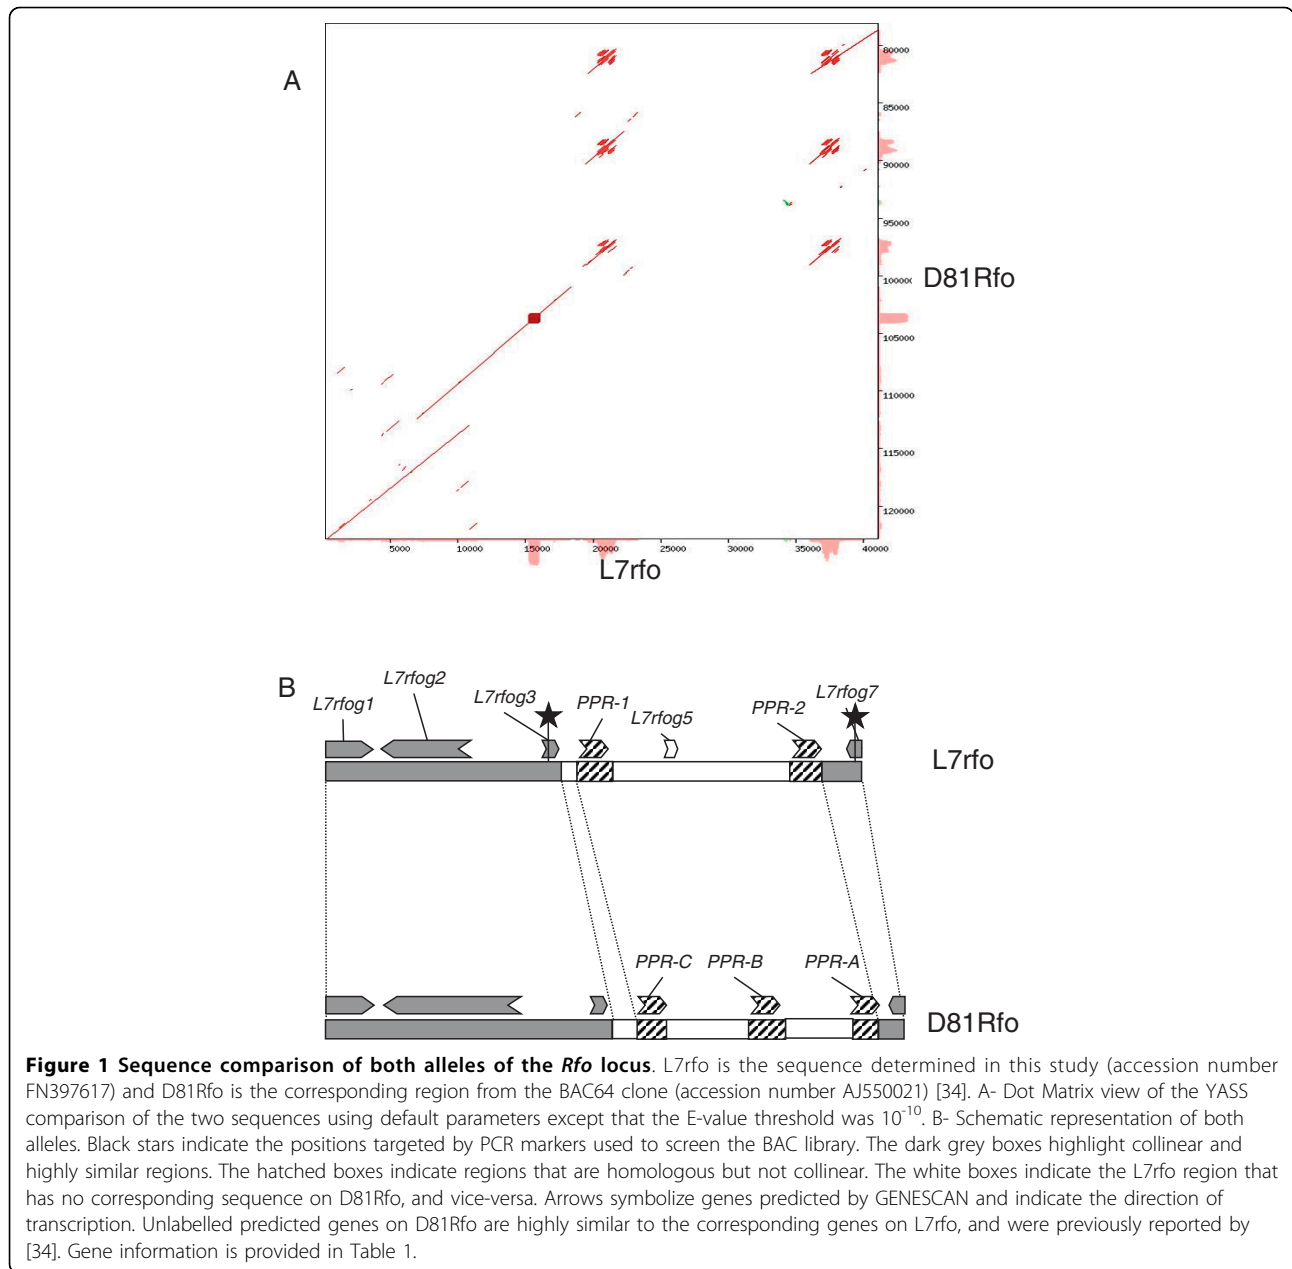 A
80000
85000
90000
95000
100000
105000
110000
115000
120000
D81Rfo
5000 10000 15000 20000 25000 30000 35000 40000
L7rfo
B
L7rfog1 L7rfog2 L7rfog3 PPR-1 L7rfog5 PPR-2 L7rfog7
L7rfo
PPR-C PPR-B PPR-A
D81Rfo
Figure 1 Sequence comparison of both alleles of the Rfo locus. L7rfo is the sequence determined in this study (accession number
FN397617) and D81Rfo is the corresponding region from the BAC64 clone (accession number AJ550021) [34]. A- Dot Matrix view of the YASS
comparison of the two sequences using default parameters except that the E-value threshold was 10-10. B- Schematic representation of both
alleles. Black stars indicate the positions targeted by PCR markers used to screen the BAC library. The dark grey boxes highlight collinear and
highly similar regions. The hatched boxes indicate regions that are homologous but not collinear. The white boxes indicate the L7rfo region that
has no corresponding sequence on D81Rfo, and vice-versa. Arrows symbolize genes predicted by GENESCAN and indicate the direction of
transcription. Unlabelled predicted genes on D81Rfo are highly similar to the corresponding genes on L7rfo, and were previously reported by
[34]. Gene information is provided in Table 1.